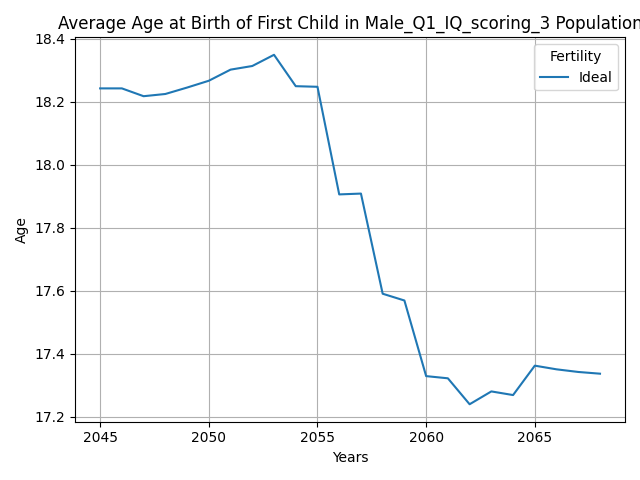 Average Age at Birth of First Child in Male_Q1_IQ_scoring_3 Population
18.4
18.2
18.0
17.8
17.6
17.4
17.2
Age
Fertility
Ideal
2045
2050
2055
2060
2065
Years